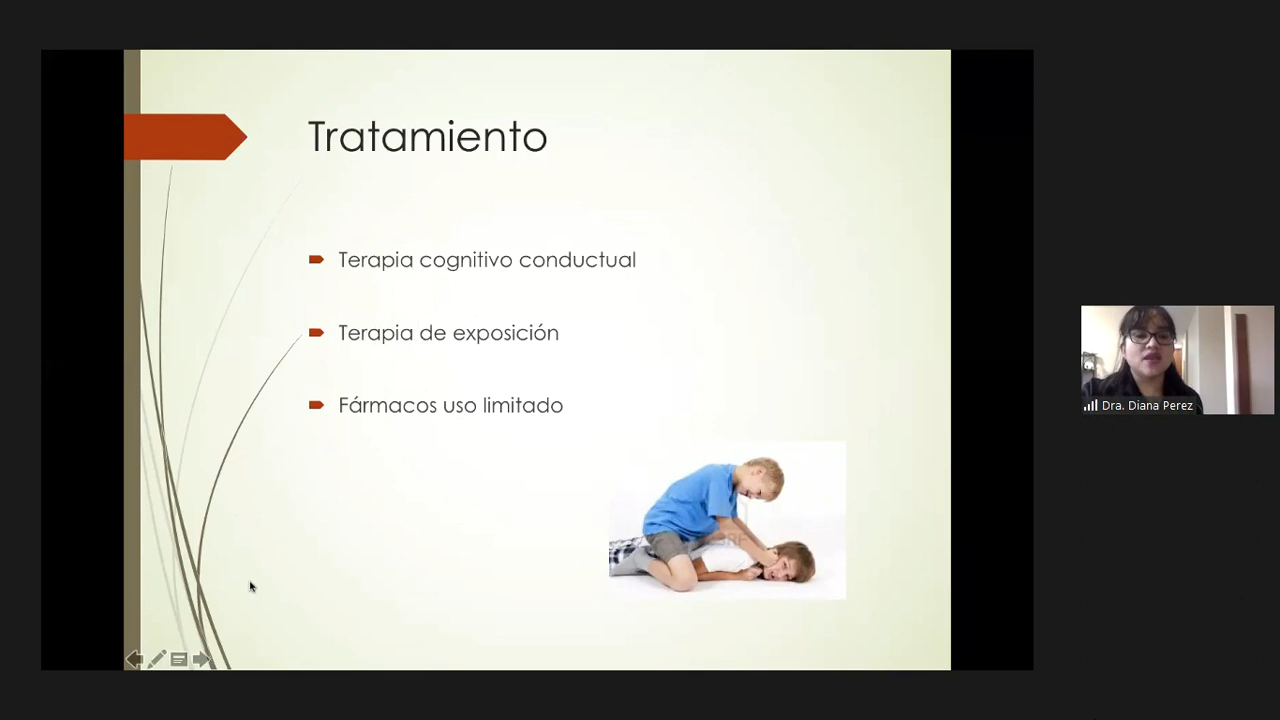 Tratamiento
Terapia cognitivo conductual
Terapia de exposición
Fármacos uso limitado
Dra. Diana Perez